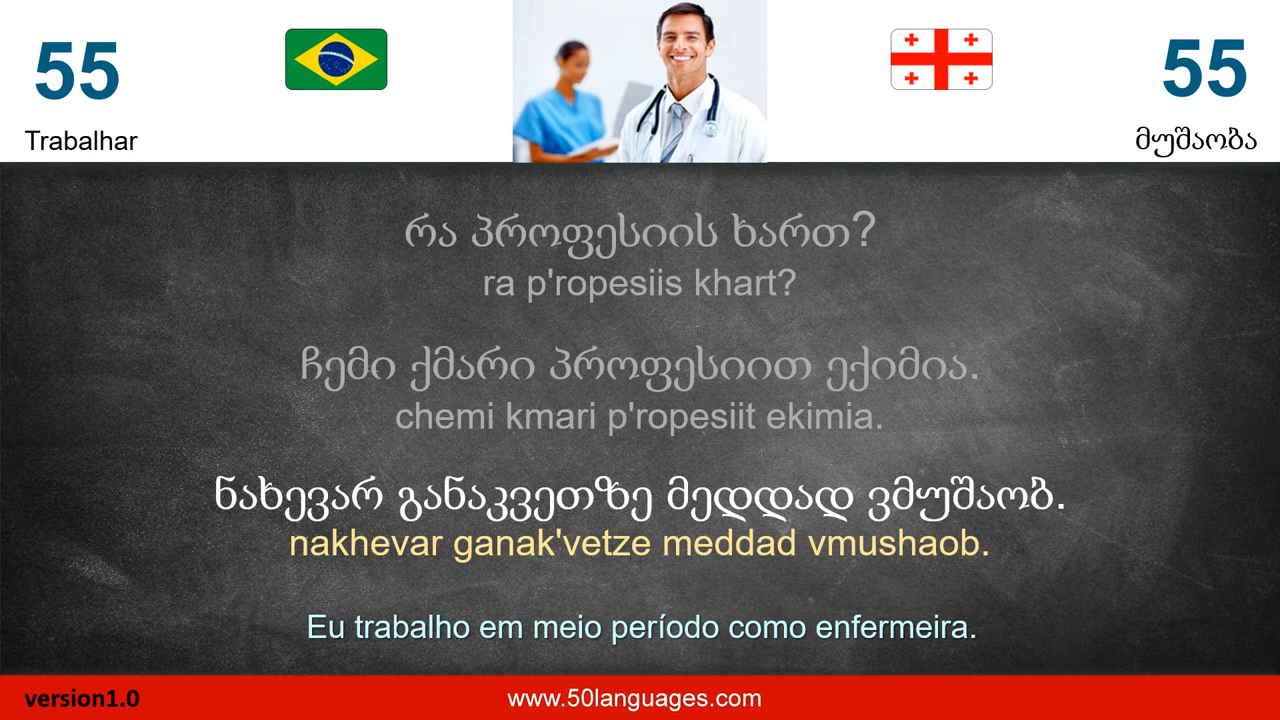 55
55
Trabalhar
მუშაობა
რა პროფესიის ხართ?
ra p'ropesiis khart?
ჩემი ქმარი პროფესიით ექიმია.
chemi kmari p'ropesiit ekimia.
ნახევარ განაკვეთზე მედდად ვმუშაობ.
nakhevar ganak'vetze meddad vmushaob.
Eu trabalho em meio período como enfermeira.
version1.0
www.50languages.com